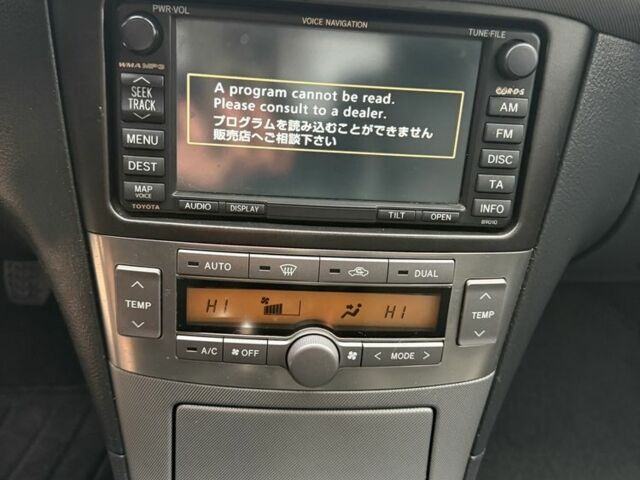 PWR·VOL
VOICE NAVIGATION
TUNE·FILE
WMA MP3
R·D·S
SEEK
TRACK
AM
MENU
FM
DEST
DISC
MAP
VOICE
TA
TOYOTA
INFO
A program cannot be read.
Please consult to a dealer.
プログラムを読み込むことができません
販売店へご相談下さい
AUDIO
DISPLAY
TILT
OPEN
AUTO
DUAL
TEMP
HI
HI
TEMP
A/C
OFF
< MODE >